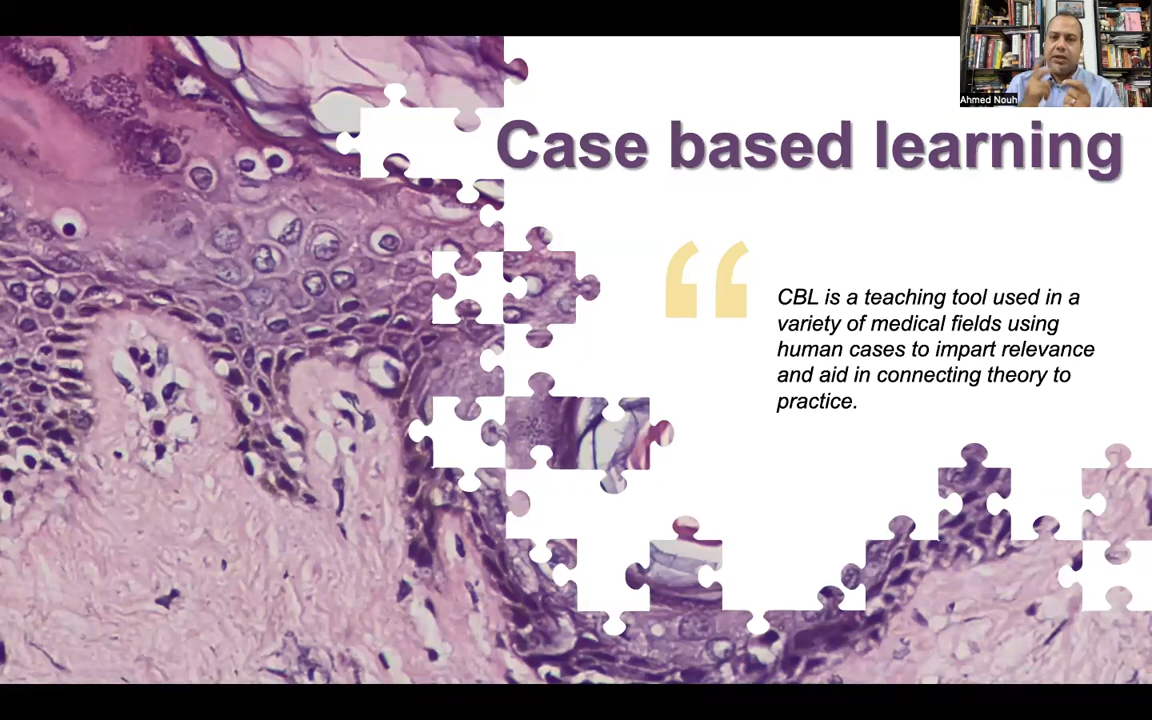 Ahmed Nouh
Case based learning
“
CBL is a teaching tool used in a
variety of medical fields using
human cases to impart relevance
and aid in connecting theory to
practice.